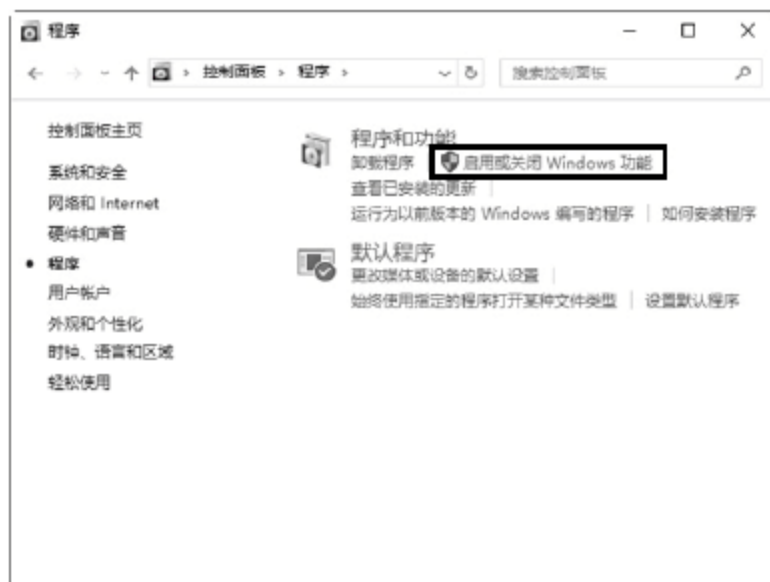 程序
控制面板 › 程序 ›
搜索控制面板
控制面板主页
系统和安全
网络和 Internet
硬件和声音
程序
用户帐户
外观和个性化
时钟、语言和区域
轻松使用
程序和功能
卸载程序 启用或关闭 Windows 功能
查看已安装的更新
运行为以前版本的 Windows 编写的程序 如何安装程序
默认程序
更改媒体或设备的默认设置
始终使用指定的程序打开某种文件类型 设置默认程序